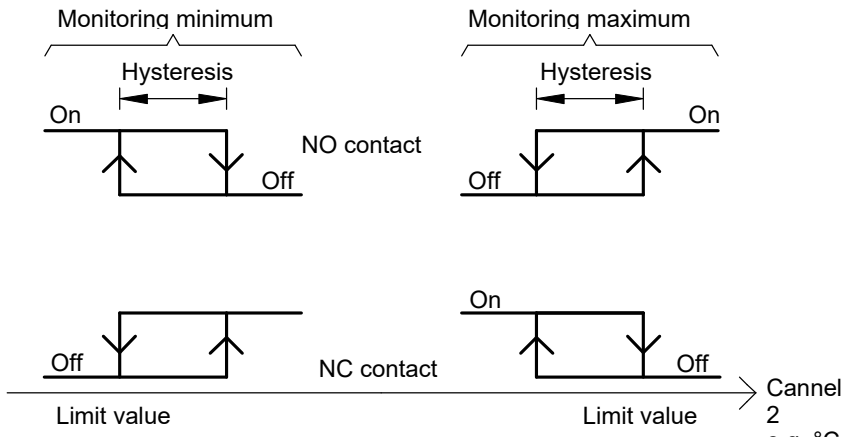 Monitoring minimum
Monitoring maximum
Hysteresis
Hysteresis
On
On
NO contact
Off
Off
On
Off
NC contact
Off
Limit value
Limit value
Cannel
2